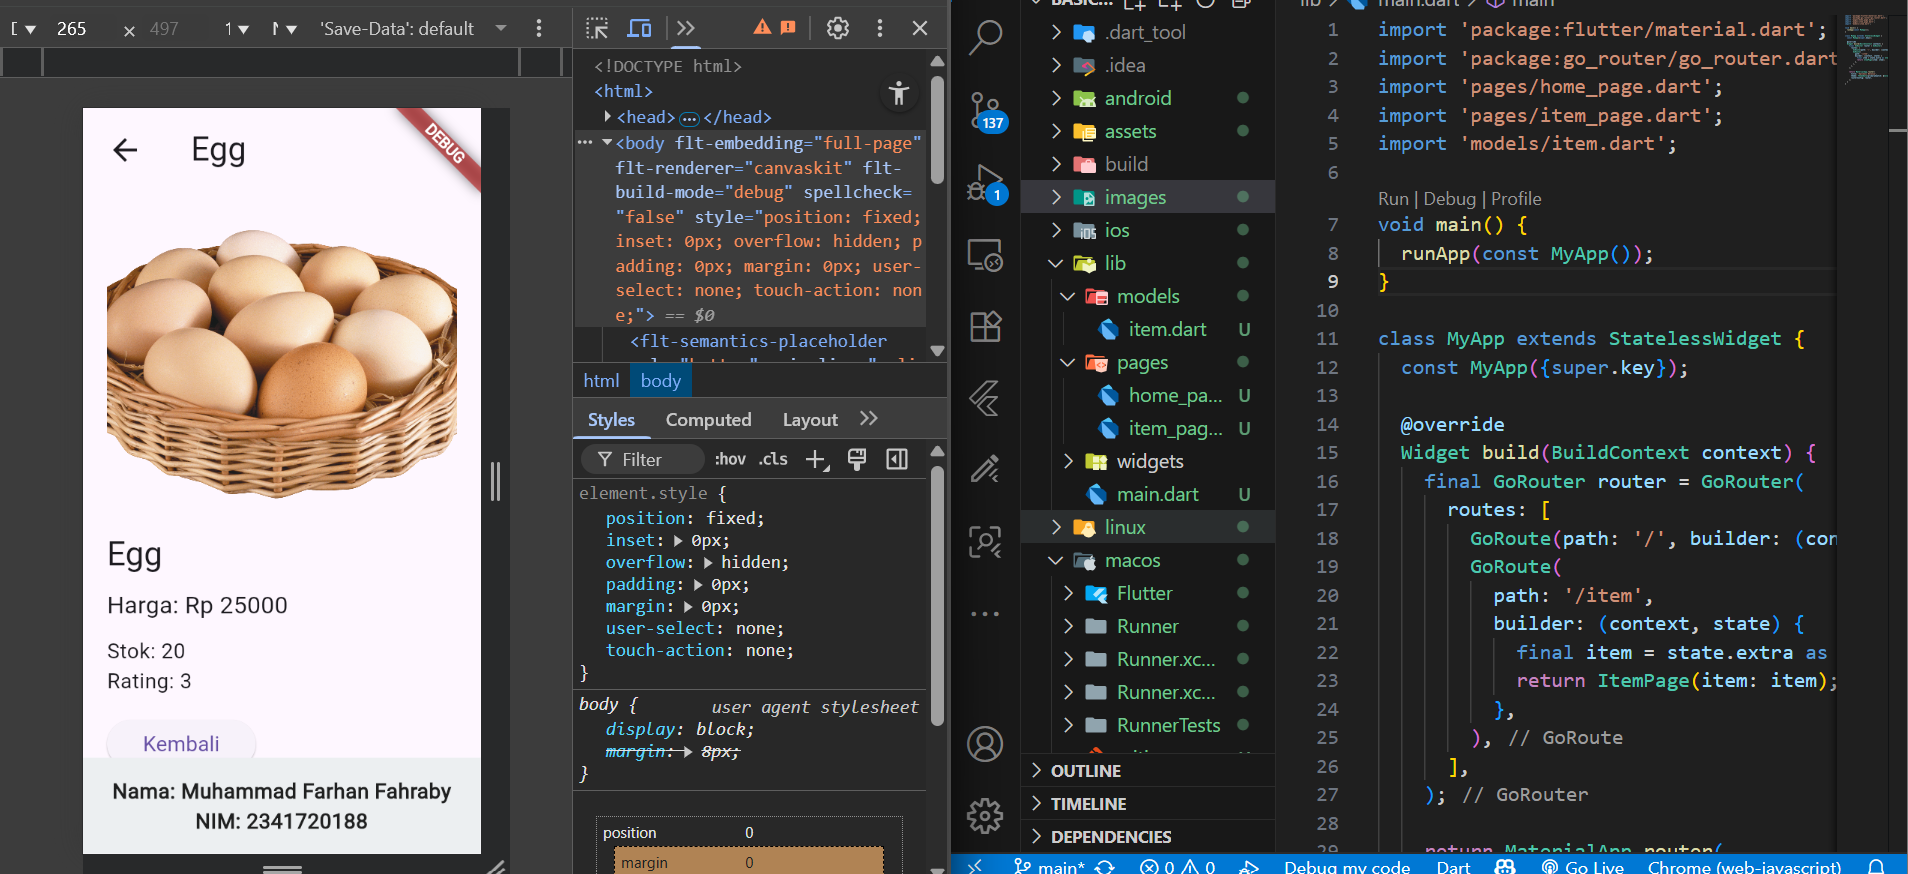 265 × 497 1 'Save-Data': default
Egg
DEBUG
Egg
Harga: Rp 25000
Stok: 20
Rating: 3
Kembali
Nama: Muhammad Farhan Fahraby
NIM: 2341720188
<!DOCTYPE html>
<html>
<head> ⋯ </head>
··· <body flt-embedding="full-page"
flt-renderer="canvaskit" flt-
build-mode="debug" spellcheck=
"false" style="position: fixed;
inset: 0px; overflow: hidden; p
adding: 0px; margin: 0px; user-
select: none; touch-action: non
e;"> == $0
<flt-semantics-placeholder
html body
Styles Computed Layout
Filter :hov .cls
element.style {
position: fixed;
inset: 0px;
overflow: hidden;
padding: 0px;
margin: 0px;
user-select: none;
touch-action: none;
}
body { user agent stylesheet
display: block;
margin: 8px;
}
position 0
margin 0
137
1
.dart_tool
.idea
android
assets
build
images
ios
lib
models
item.dart U
pages
home_pa... U
item_pag... U
widgets
main.dart U
linux
macos
Flutter
Runner
Runner.xc...
Runner.xc...
RunnerTests
OUTLINE
TIMELINE
DEPENDENCIES
lib main.dart main
1 import 'package:flutter/material.dart';
2 import 'package:go_router/go_router.dart
3 import 'pages/home_page.dart';
4 import 'pages/item_page.dart';
5 import 'models/item.dart';
6
Run | Debug | Profile
7 void main() {
8 runApp(const MyApp());
9 }
10
11 class MyApp extends StatelessWidget {
12 const MyApp({super.key});
13
14 @override
15 Widget build(BuildContext context) {
16 final GoRouter router = GoRouter(
17 routes: [
18 GoRoute(path: '/', builder: (con
19 GoRoute(
20 path: '/item',
21 builder: (context, state) {
22 final item = state.extra as
23 return ItemPage(item: item);
24 },
25 ), // GoRoute
26 ],
27 ); // GoRouter
28
29 return MaterialApp.router(
main* 0 0 Debug my code Dart Go Live Chrome (web-javascript)